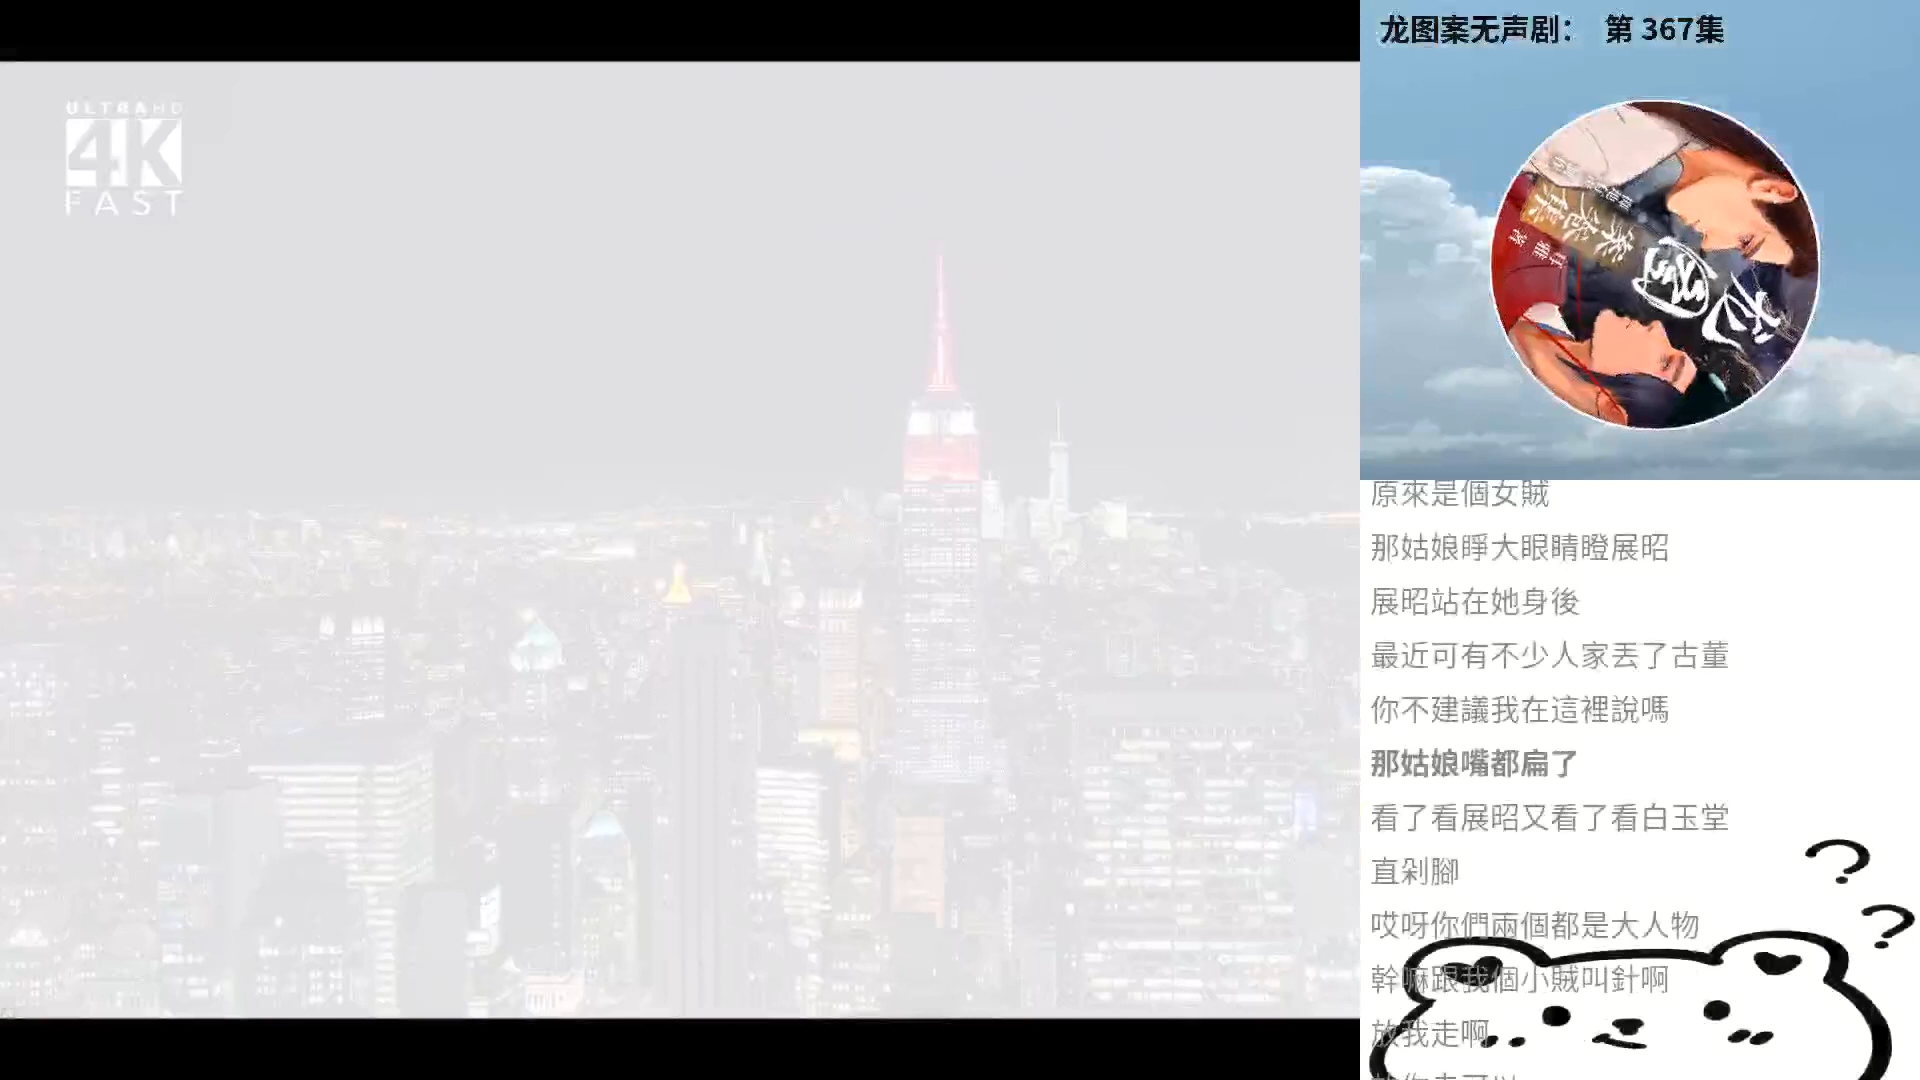 ULTRA HD
4K
FAST
龙图案无声剧： 第 367集
龙图
案卷集
原來是個女賊
那姑娘睜大眼睛瞪展昭
展昭站在她身後
最近可有不少人家丟了古董
你不建議我在這裡說嗎
那姑娘嘴都扁了
看了看展昭又看了看白玉堂
直剁腳
哎呀你們兩個都是大人物
幹嘛跟我個小賊叫針啊
放我走啊